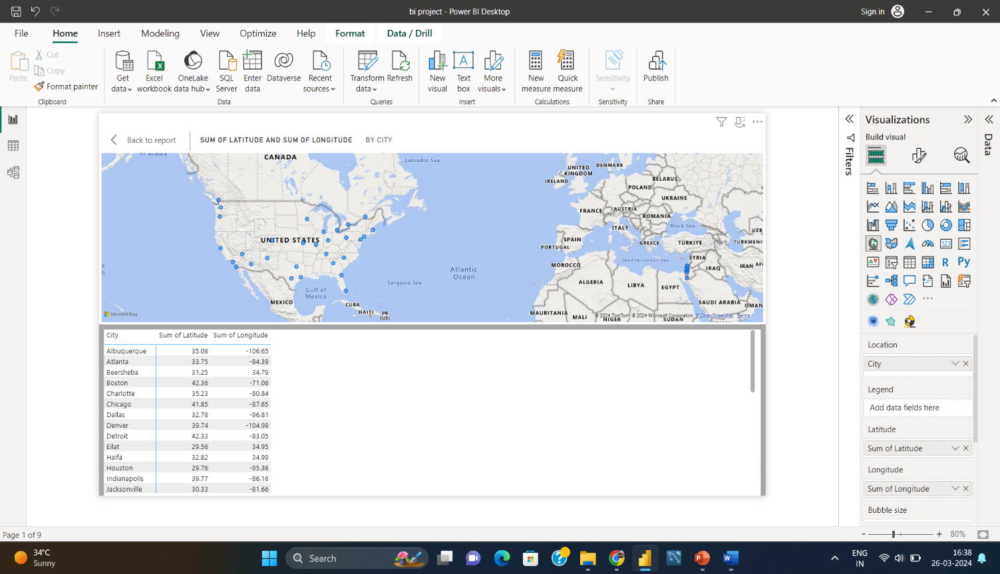 bi project - Power BI Desktop
Sign in
File Home Insert Modeling View Optimize Help Format Data / Drill
Paste
Cut
Copy
Format painter
Clipboard
Get data
Excel workbook
OneLake data hub
SQL Server
Enter data
Dataverse
Recent sources
Data
Transform data
Refresh
Queries
New visual
Text box
More visuals
Insert
New measure
Quick measure
Calculations
Sensitivity
Sensitivity
Publish
Share
Back to report
SUM OF LATITUDE AND SUM OF LONGITUDE BY CITY
CANADA
Labrador Sea
UNITED KINGDOM
DENMARK
IRELAND
BELARUS
POLAND
UKRAINE
FRANCE
AUSTRIA
ROMANIA
UNITED STATES
ITALY
Black Sea
UZB
SPAIN
GREECE
TÜRKIYE
TURKMENI
PORTUGAL
Mediterranean Sea
SYRIA
MOROCCO
IRAQ
IRAN
Atlantic Ocean
ALGERIA
LIBYA
EGYPT
Sargasso Sea
Gulf of Mexico
MEXICO
CUBA
HAITI
PR (US)
SAUDI ARABIA
OMAN
MAURITANIA
MALI
NIGER
SUDAN
Microsoft Bing
© 2024 TomTom, © 2024 Microsoft Corporation, © OpenStreetMap Terms
City Sum of Latitude Sum of Longitude
Albuquerque 35.08 -106.65
Atlanta 33.75 -84.39
Beersheba 31.25 34.79
Boston 42.36 -71.06
Charlotte 35.23 -80.84
Chicago 41.85 -87.65
Dallas 32.78 -96.81
Denver 39.74 -104.98
Detroit 42.33 -83.05
Eilat 29.56 34.95
Haifa 32.82 34.99
Houston 29.76 -95.36
Indianapolis 39.77 -86.16
Jacksonville 30.33 -81.66
Filters
Visualizations
Build visual
123
R
Py
Location
City
Legend
Add data fields here
Latitude
Sum of Latitude
Longitude
Sum of Longitude
Bubble size
Data
Page 1 of 9
- + 80%
34°C
Sunny
Search
ENG
IN
16:38
26-03-2024